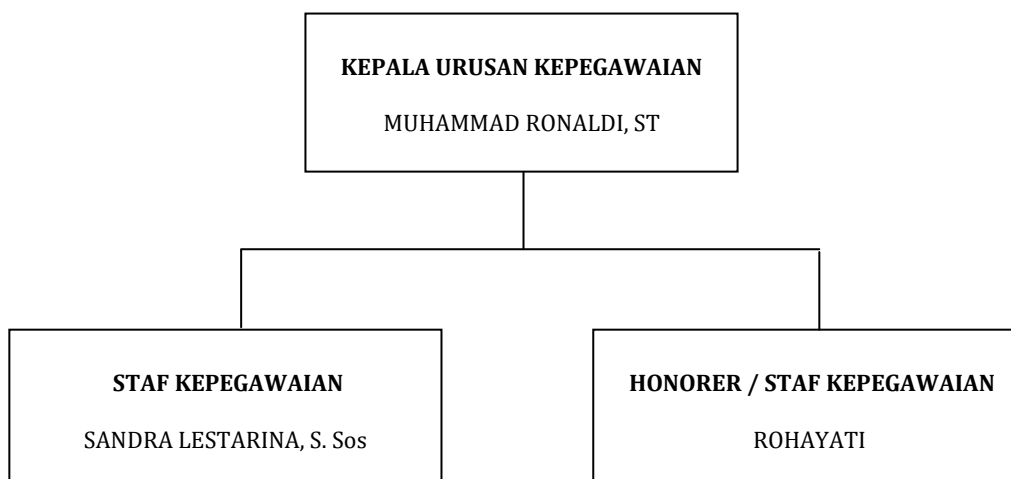 KEPALA URUSAN KEPEGAWAIAN
MUHAMMAD RONALDI, ST
STAF KEPEGAWAIAN
SANDRA LESTARINA, S. Sos
HONORER / STAF KEPEGAWAIAN
ROHAYATI